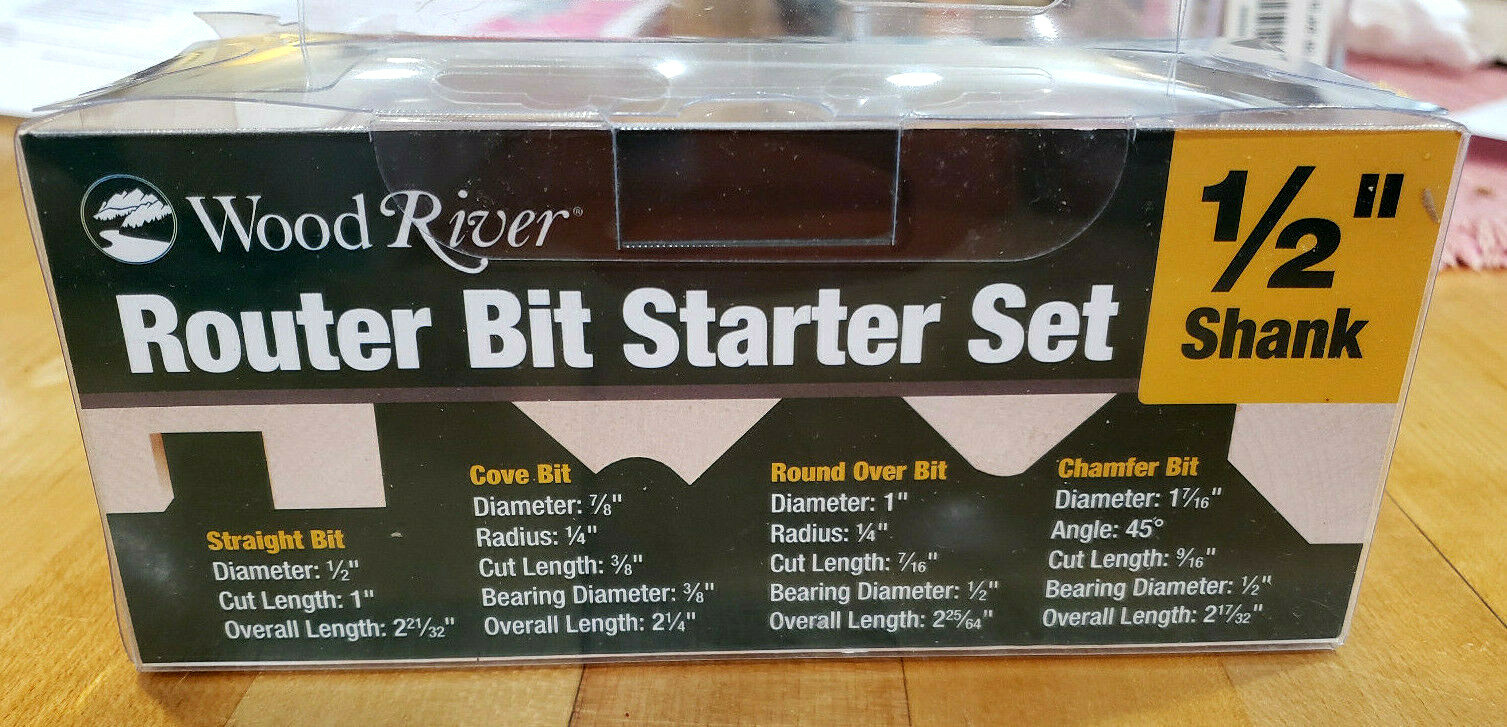 Wood River®
Router Bit Starter Set
1/2"
Shank
Straight Bit
Diameter: 1/2"
Cut Length: 1"
Overall Length: 2 21/32"
Cove Bit
Diameter: 7/8"
Radius: 1/4"
Cut Length: 3/8"
Bearing Diameter: 3/8"
Overall Length: 2 1/4"
Round Over Bit
Diameter: 1"
Radius: 1/4"
Cut Length: 7/16"
Bearing Diameter: 1/2"
Overall Length: 2 25/64"
Chamfer Bit
Diameter: 1 7/16"
Angle: 45°
Cut Length: 9/16"
Bearing Diameter: 1/2"
Overall Length: 2 17/32"